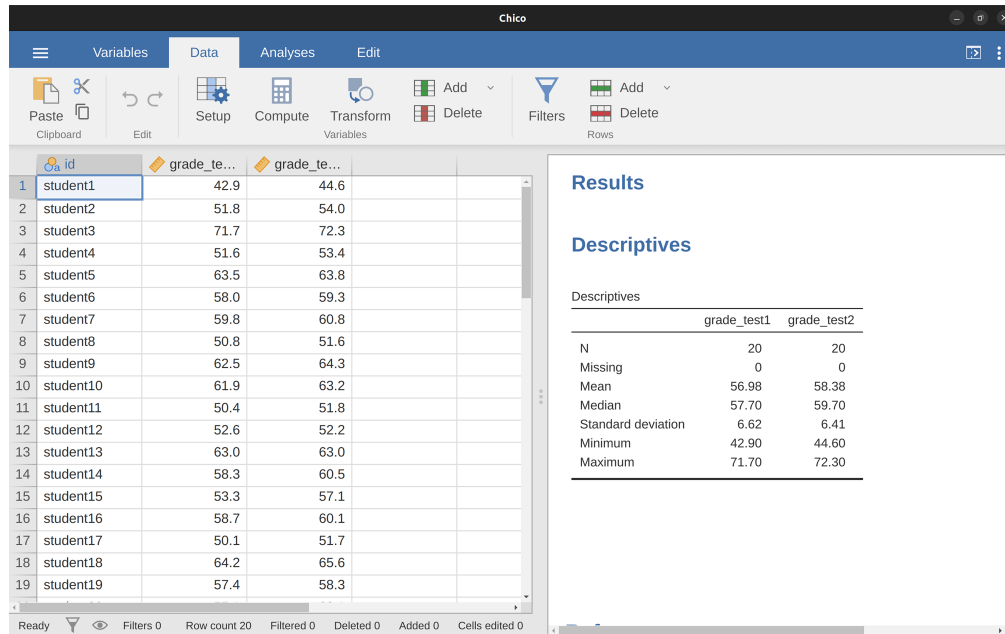 Chico
Variables Data Analyses Edit
Paste Setup Compute Transform Add Delete Filters Add Delete
Clipboard Edit Variables Rows
id grade_te... grade_te...
1 student1 42.9 44.6
2 student2 51.8 54.0
3 student3 71.7 72.3
4 student4 51.6 53.4
5 student5 63.5 63.8
6 student6 58.0 59.3
7 student7 59.8 60.8
8 student8 50.8 51.6
9 student9 62.5 64.3
10 student10 61.9 63.2
11 student11 50.4 51.8
12 student12 52.6 52.2
13 student13 63.0 63.0
14 student14 58.3 60.5
15 student15 53.3 57.1
16 student16 58.7 60.1
17 student17 50.1 51.7
18 student18 64.2 65.6
19 student19 57.4 58.3
Ready Filters 0 Row count 20 Filtered 0 Deleted 0 Added 0 Cells edited 0
Results
Descriptives
Descriptives
grade_test1 grade_test2
N 20 20
Missing 0 0
Mean 56.98 58.38
Median 57.70 59.70
Standard deviation 6.62 6.41
Minimum 42.90 44.60
Maximum 71.70 72.30